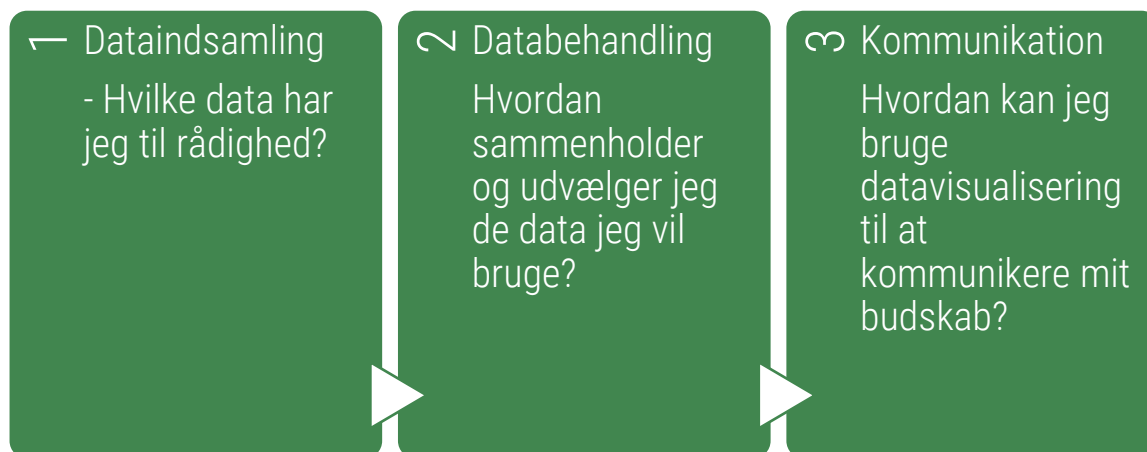 1
Dataindsamling
- Hvilke data har
jeg til rådighed?
2
Databehandling
Hvordan
sammenholder
og udvælger jeg
de data jeg vil
bruge?
3
Kommunikation
Hvordan kan jeg
bruge
datavisualisering
til at
kommunikere mit
budskab?